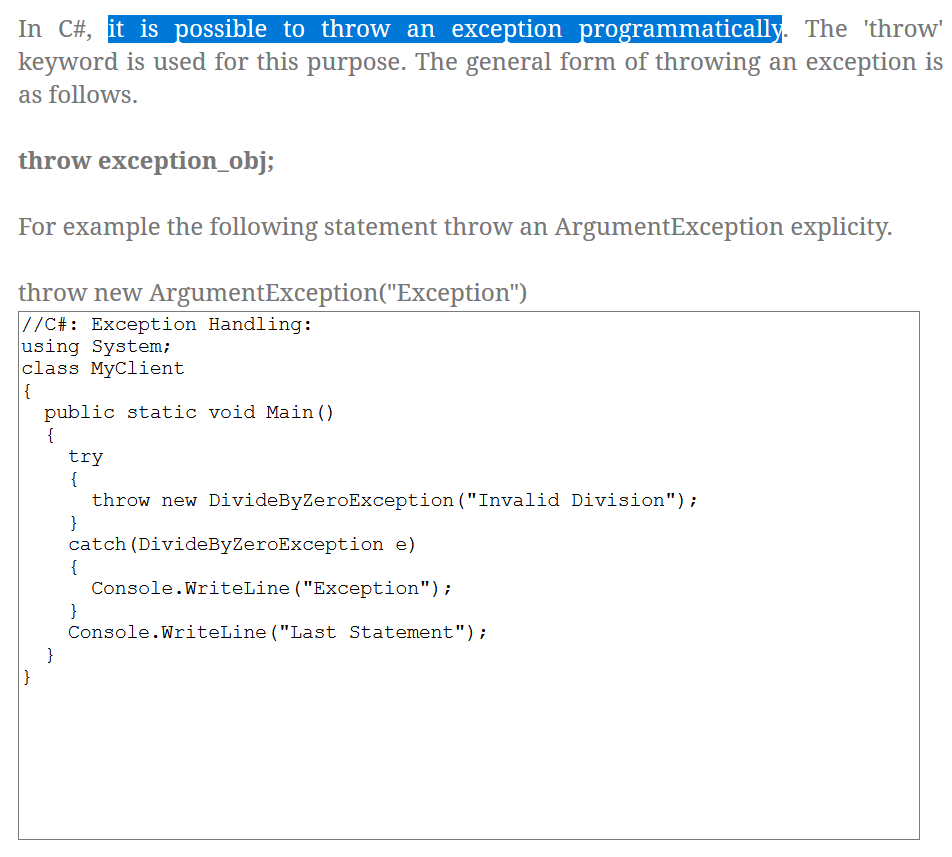 In C#, it is possible to throw an exception programmatically. The 'throw'
keyword is used for this purpose. The general form of throwing an exception is
as follows.
throw exception_obj;
For example the following statement throw an ArgumentException explicity.
throw new ArgumentException("Exception")
//C#: Exception Handling:
using System;
class MyClient
{
  public static void Main()
  {
    try
    {
      throw new DivideByZeroException("Invalid Division");
    }
    catch(DivideByZeroException e)
    {
      Console.WriteLine("Exception");
    }
    Console.WriteLine("Last Statement");
  }
}